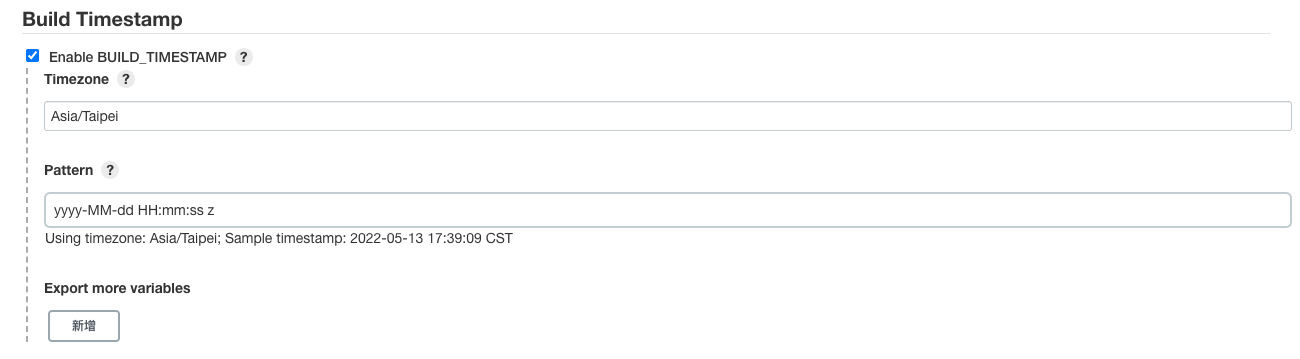 Build Timestamp
Enable BUILD_TIMESTAMP ?
Timezone ?
Asia/Taipei
Pattern ?
yyyy-MM-dd HH:mm:ss z
Using timezone: Asia/Taipei; Sample timestamp: 2022-05-13 17:39:09 CST
Export more variables
新增